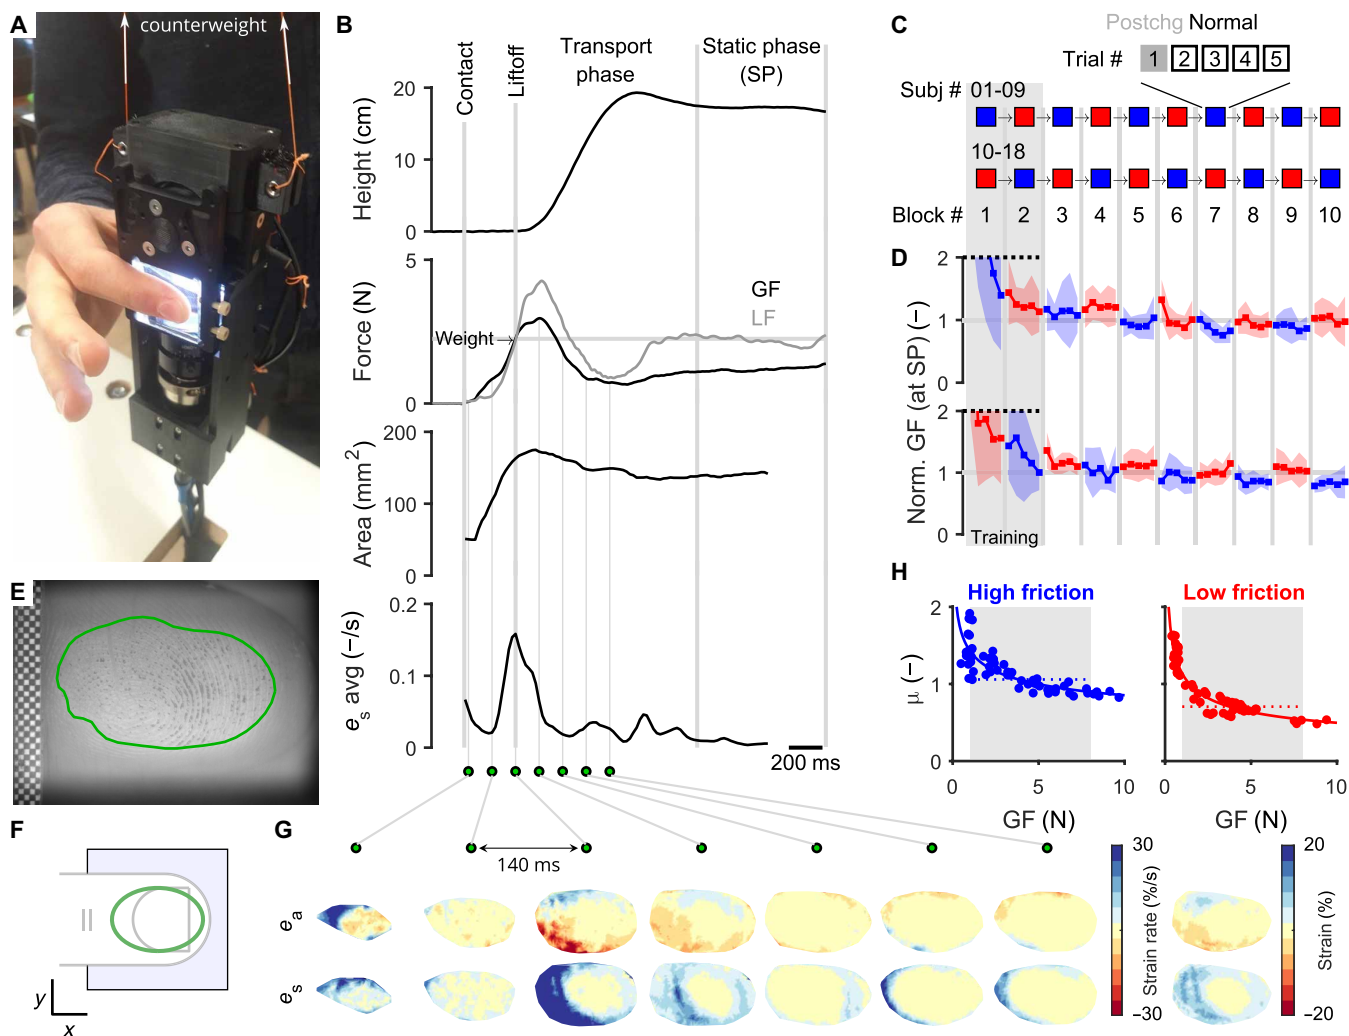 A
counterweight
B
Contact
Liftoff
Transport phase
Static phase (SP)
Height (cm)
20
10
0
Force (N)
5
0
Weight
GF
LF
Area (mm²)
200
100
0
eₛ avg (−/s)
0.2
0.1
0
200 ms
C
Postchg Normal
Trial # 1 2 3 4 5
Subj # 01-09
10-18
Block # 1 2 3 4 5 6 7 8 9 10
D
Norm. GF (at SP) (−)
2
1
0
2
1
0
Training
E
F
||
y
x
G
140 ms
eₐ
eₛ
30
Strain rate (%/s)
−30
20
Strain (%)
−20
H
High friction
Low friction
μ (−)
2
1
0
0 5 10
0 5 10
GF (N)
GF (N)